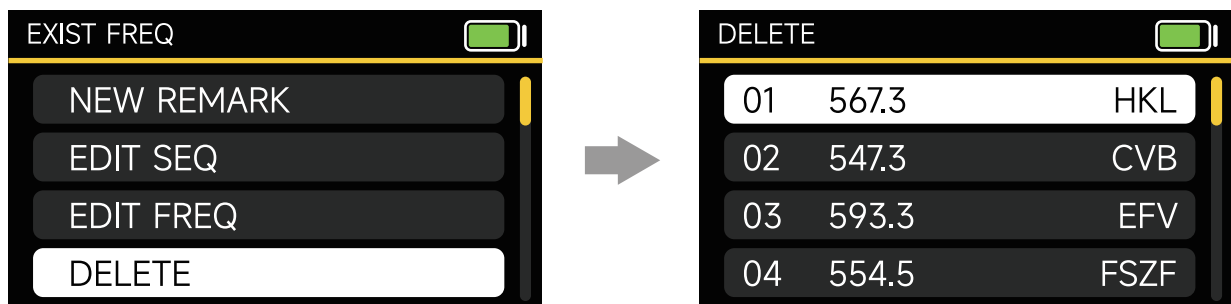 EXIST FREQ
NEW REMARK
EDIT SEQ
EDIT FREQ
DELETE
DELETE
01 567.3 HKL
02 547.3 CVB
03 593.3 EFV
04 554.5 FSZF